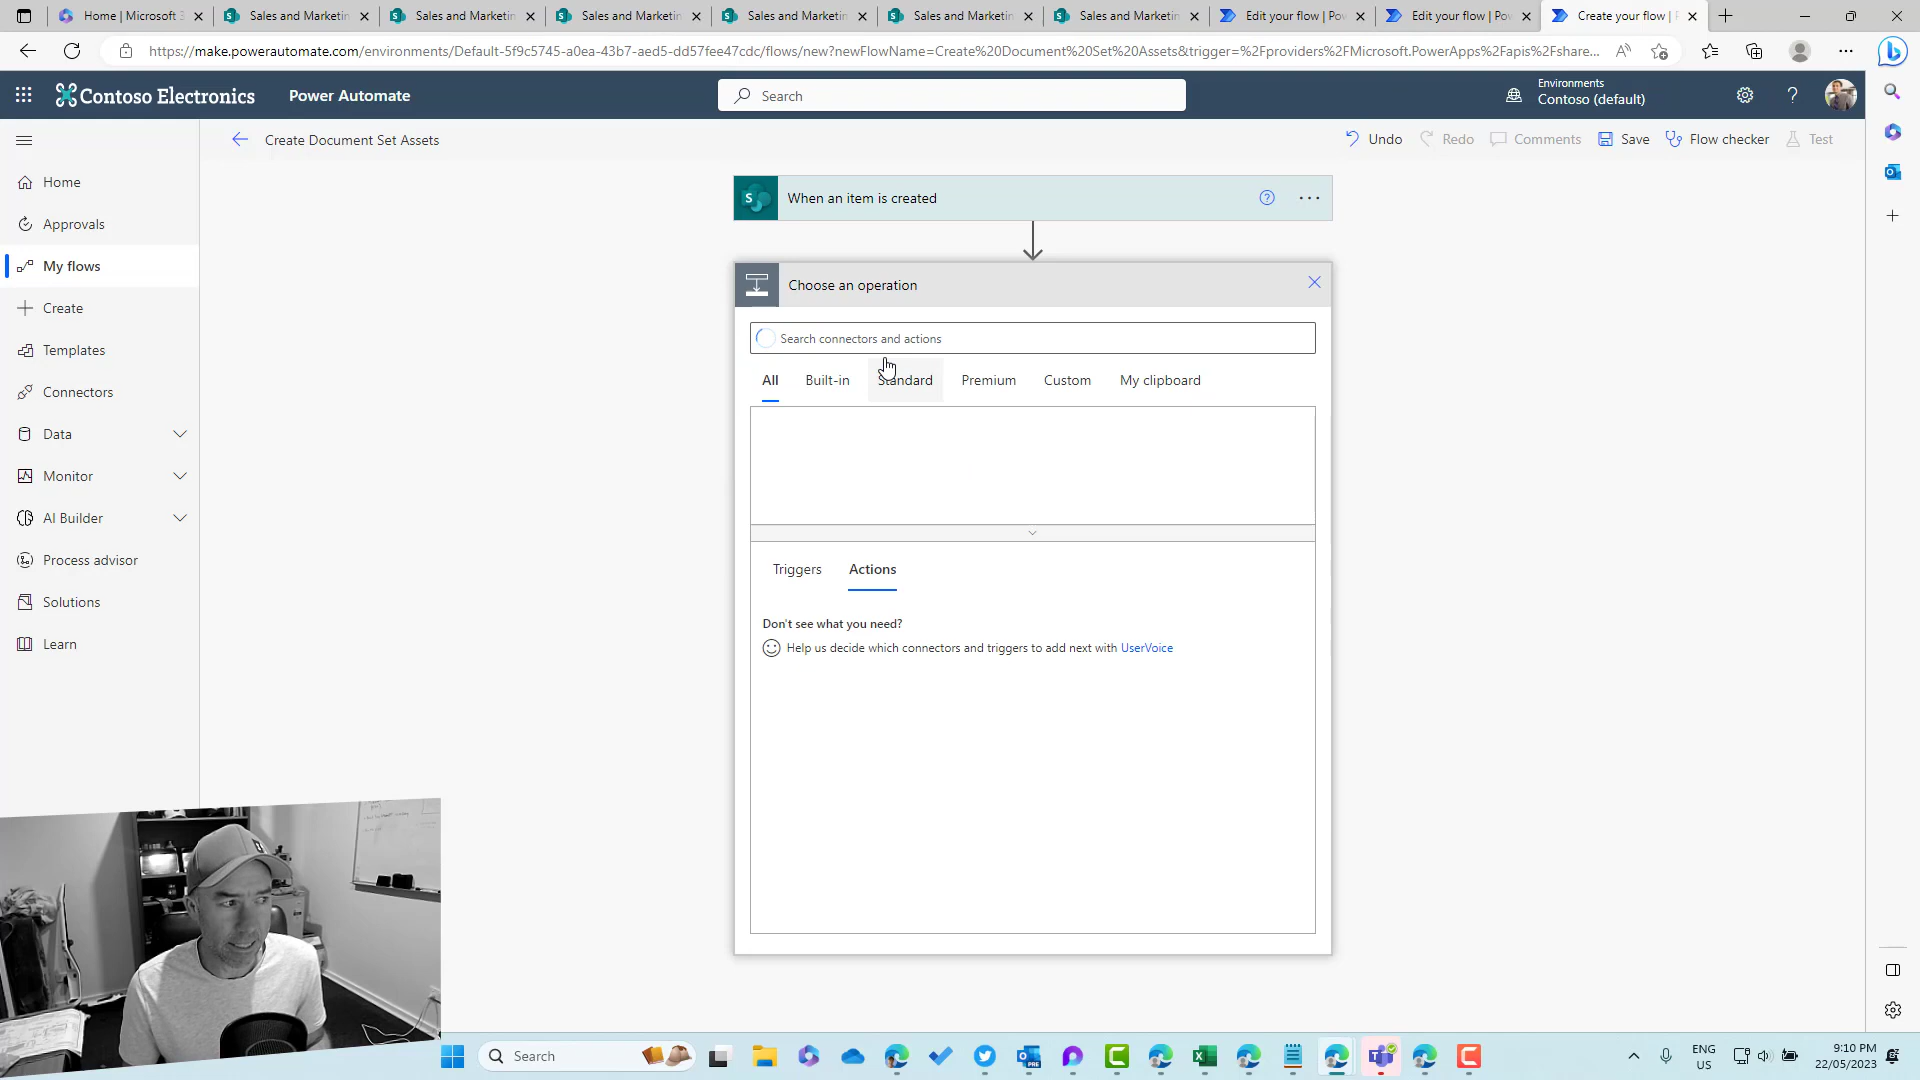 Home | Microsoft 3
Sales and Marketin
Sales and Marketin
Sales and Marketin
Sales and Marketin
Sales and Marketin
Sales and Marketin
Edit your flow | Po
Edit your flow | Po
Create your flow |
https://make.powerautomate.com/environments/Default-5f9c5745-a0ea-43b7-aed5-dd57fee47cdc/flows/new?newFlowName=Create%20Document%20Set%20Assets&trigger=%2Fproviders%2FMicrosoft.PowerApps%2Fapis%2Fshare...
Contoso Electronics
Power Automate
Search
Environments
Contoso (default)
Create Document Set Assets
Undo
Redo
Comments
Save
Flow checker
Test
Home
Approvals
My flows
Create
Templates
Connectors
Data
Monitor
AI Builder
Process advisor
Solutions
Learn
When an item is created
Choose an operation
Search connectors and actions
All
Built-in
Standard
Premium
Custom
My clipboard
Triggers
Actions
Don't see what you need?
Help us decide which connectors and triggers to add next with UserVoice
Search
ENG
US
9:10 PM
22/05/2023